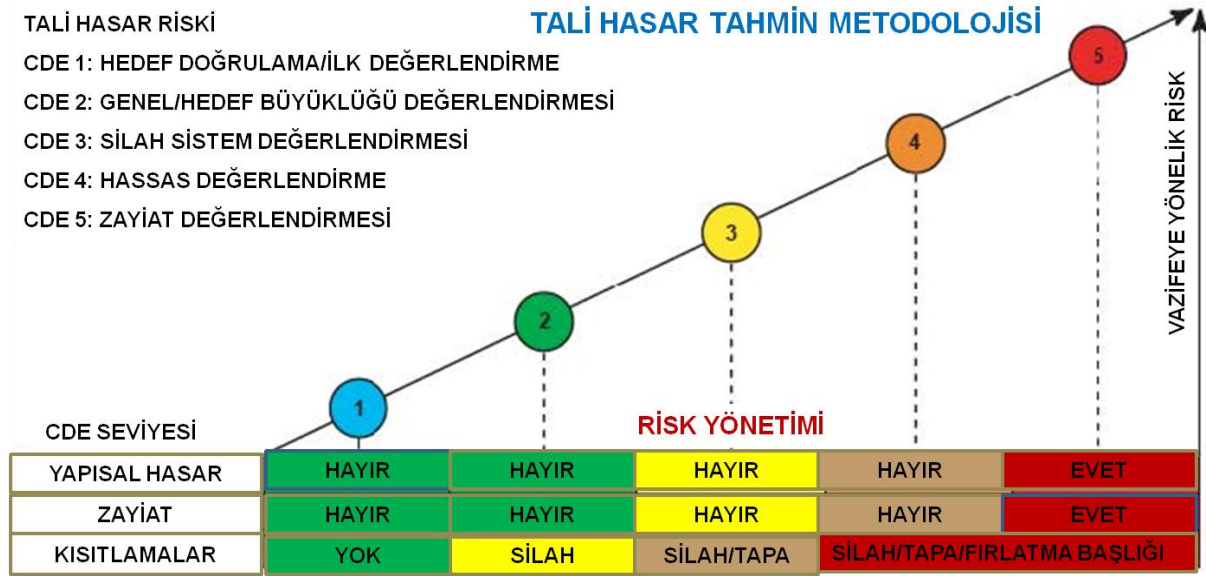 TALİ HASAR RİSKİ
TALİ HASAR TAHMİN METODOLOJİSİ
CDE 1: HEDEF DOĞRULAMA/İLK DEĞERLENDİRME
CDE 2: GENEL/HEDEF BÜYÜKLÜĞÜ DEĞERLENDİRMESİ
CDE 3: SİLAH SİSTEM DEĞERLENDİRMESİ
CDE 4: HASSAS DEĞERLENDİRME
CDE 5: ZAYİAT DEĞERLENDİRMESİ
5
4
3
2
1
VAZİFEYE YÖNELİK RİSK
CDE SEVİYESİ
RİSK YÖNETİMİ
YAPISAL HASAR HAYIR HAYIR HAYIR HAYIR EVET
ZAYİAT HAYIR HAYIR HAYIR HAYIR EVET
KISITLAMALAR YOK SİLAH SİLAH/TAPA SİLAH/TAPA/FIRLATMA BAŞLIĞI